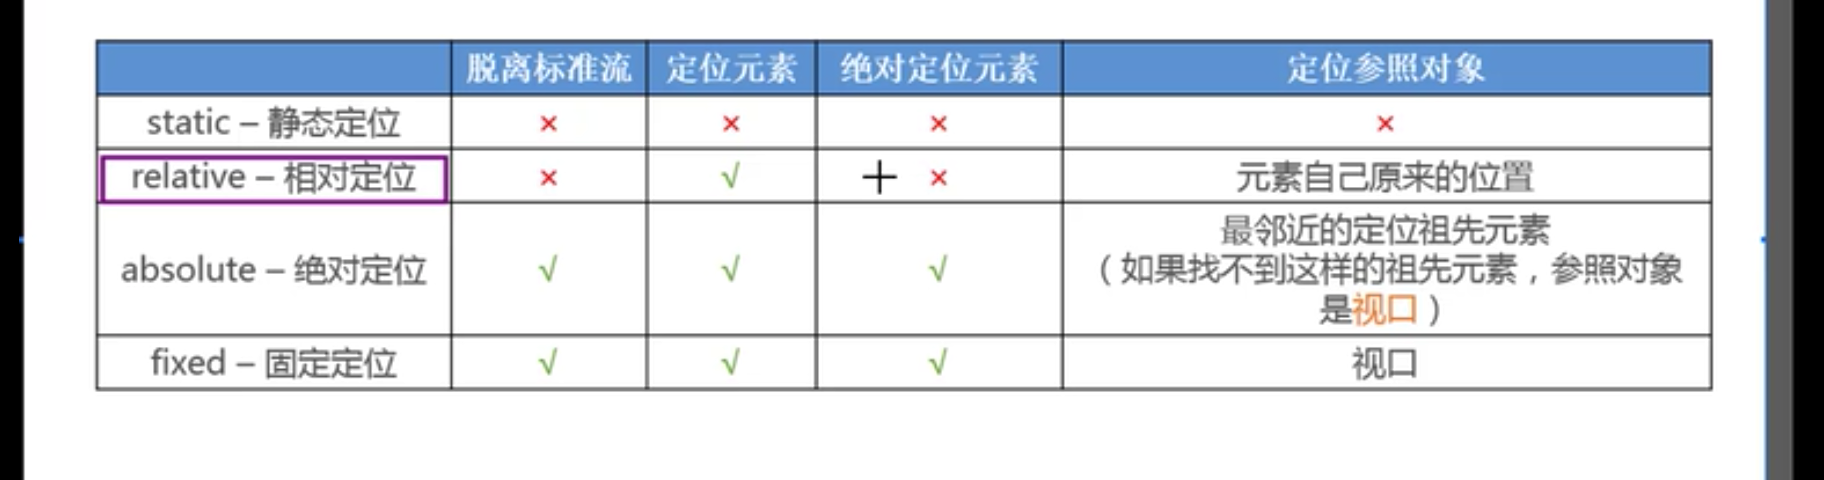 脱离标准流 定位元素 绝对定位元素 定位参照对象
static – 静态定位 × × × ×
relative – 相对定位 × √ × 元素自己原来的位置
absolute – 绝对定位 √ √ √ 最邻近的定位祖先元素
（如果找不到这样的祖先元素，参照对象
是视口）
fixed – 固定定位 √ √ √ 视口